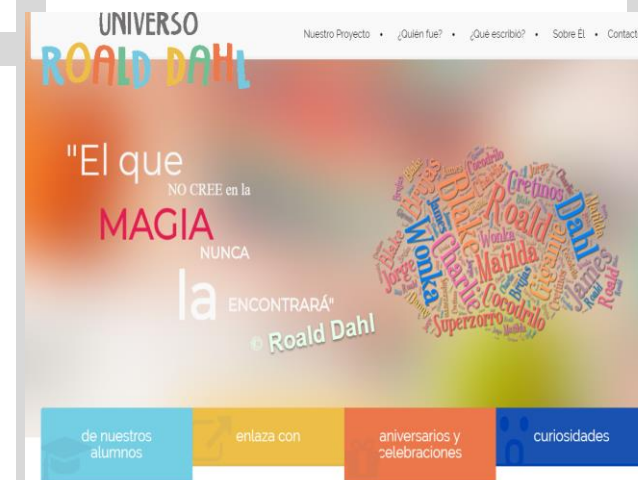 UNIVERSO
ROALD DAHL
Nuestro Proyecto • ¿Quién fue? • ¿Qué escribió? • Sobre Él • Contact
"El que
NO CREE en la
MAGIA
NUNCA
la ENCONTRARÁ"
© Roald Dahl
Cocodrilo
Cretinos
Blake
Roald
Dahl
Wonka
Charlie
Matilda
Gigante
James
Jorge
Brujas
Cocodrilo
Superzorro
Roald
de nuestros
alumnos
enlaza con
aniversarios y
celebraciones
curiosidades